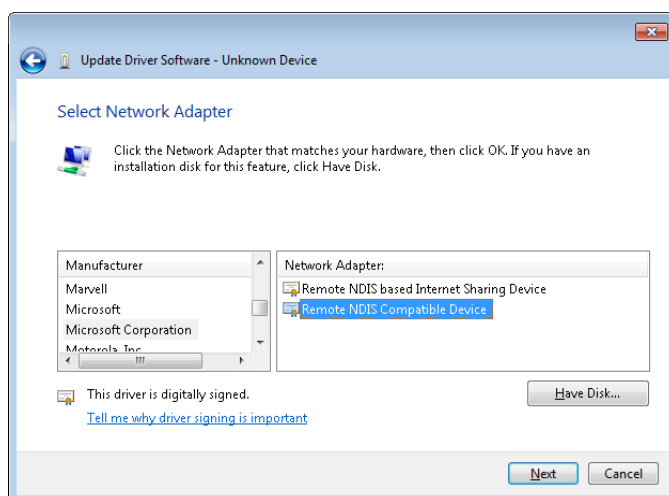 Update Driver Software - Unknown Device
Select Network Adapter
Click the Network Adapter that matches your hardware, then click OK. If you have an
installation disk for this feature, click Have Disk.
Manufacturer
Marvell
Microsoft
Microsoft Corporation
Motorola, Inc.
Network Adapter:
Remote NDIS based Internet Sharing Device
Remote NDIS Compatible Device
This driver is digitally signed.
Tell me why driver signing is important
Have Disk...
Next
Cancel